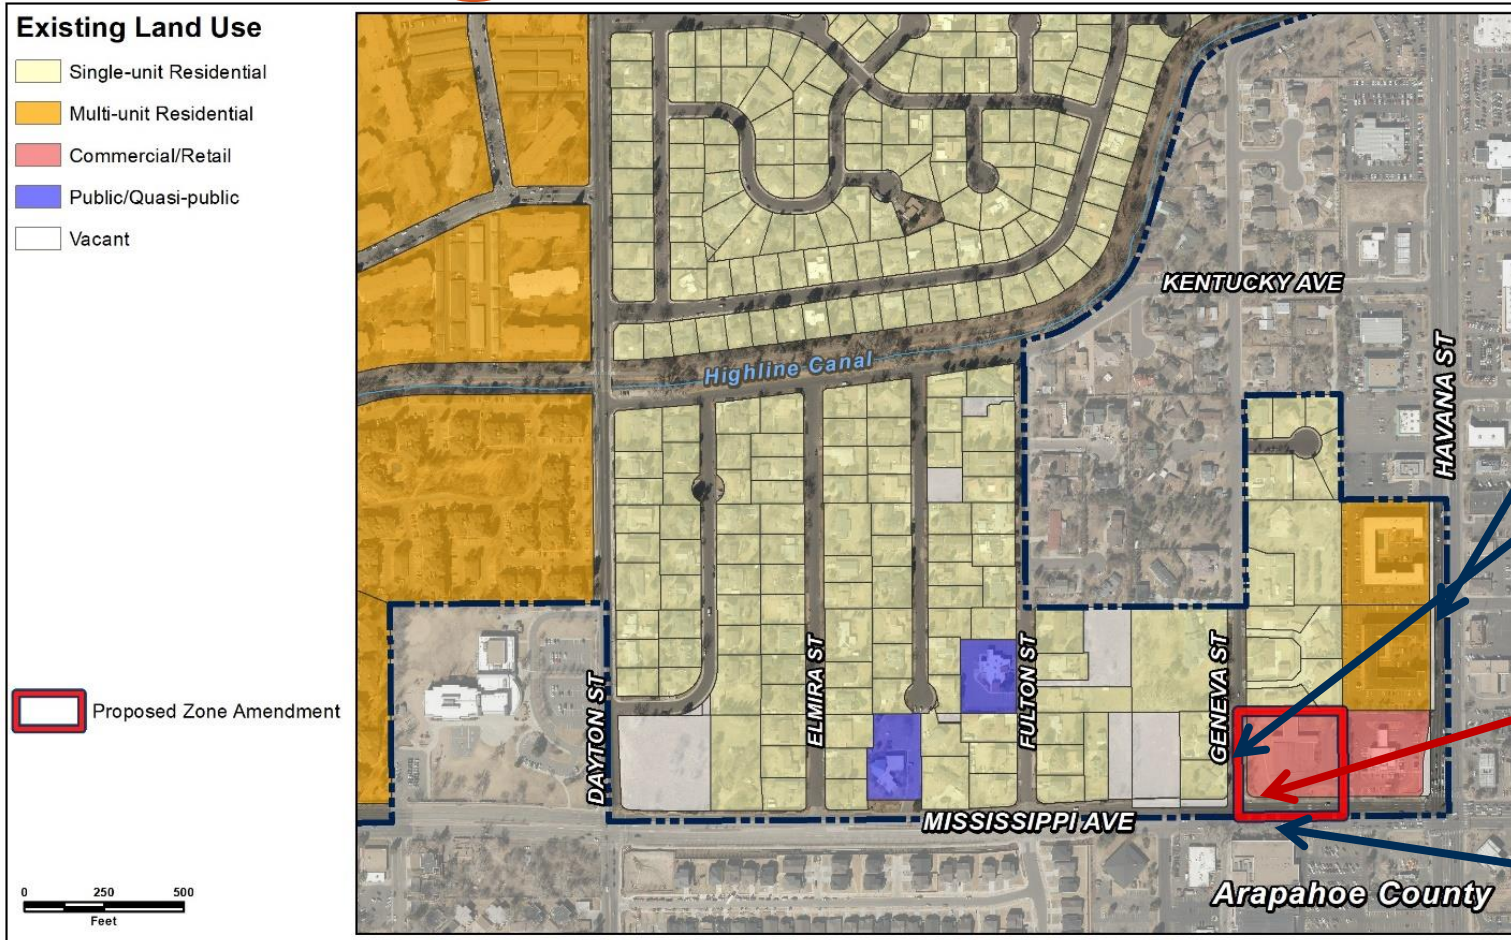 Existing Land Use
Single-unit Residential
Multi-unit Residential
Commercial/Retail
Public/Quasi-public
Vacant
Proposed Zone Amendment
0 250 500
Feet
KENTUCKY AVE
HAVANA ST
Highline Canal
DAYTON ST
ELMIRA ST
FULTON ST
GENEVA ST
MISSISSIPPI AVE
Arapahoe County